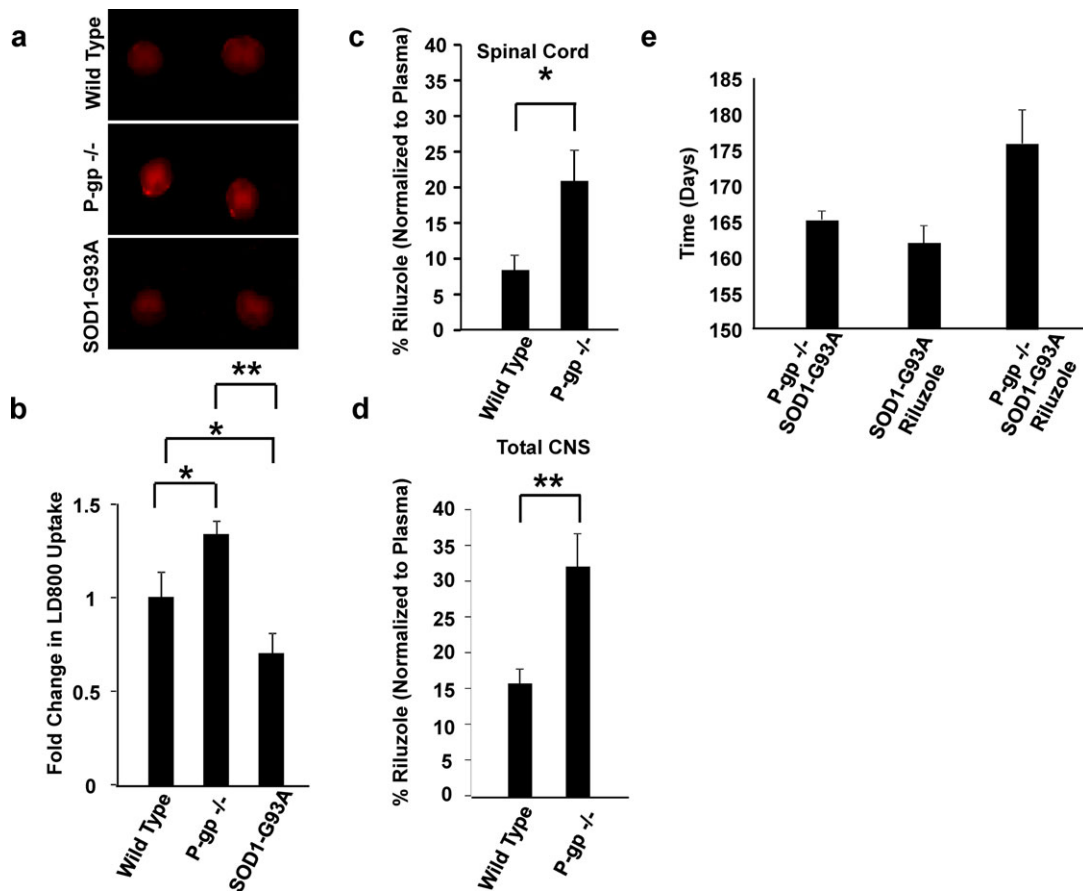 a
Wild Type
P-gp -/-
SOD1-G93A
b
**
*
*
Fold Change in LD800 Uptake
1.5
1
0.5
0
Wild Type
P-gp -/-
SOD1-G93A
c
Spinal Cord
*
% Riluzole (Normalized to Plasma)
40
35
30
25
20
15
10
5
0
Wild Type
P-gp -/-
d
Total CNS
**
% Riluzole (Normalized to Plasma)
40
35
30
25
20
15
10
5
0
Wild Type
P-gp -/-
e
Time (Days)
185
180
175
170
165
160
155
150
P-gp -/-
SOD1-G93A
SOD1-G93A
Riluzole
P-gp -/-
SOD1-G93A
Riluzole